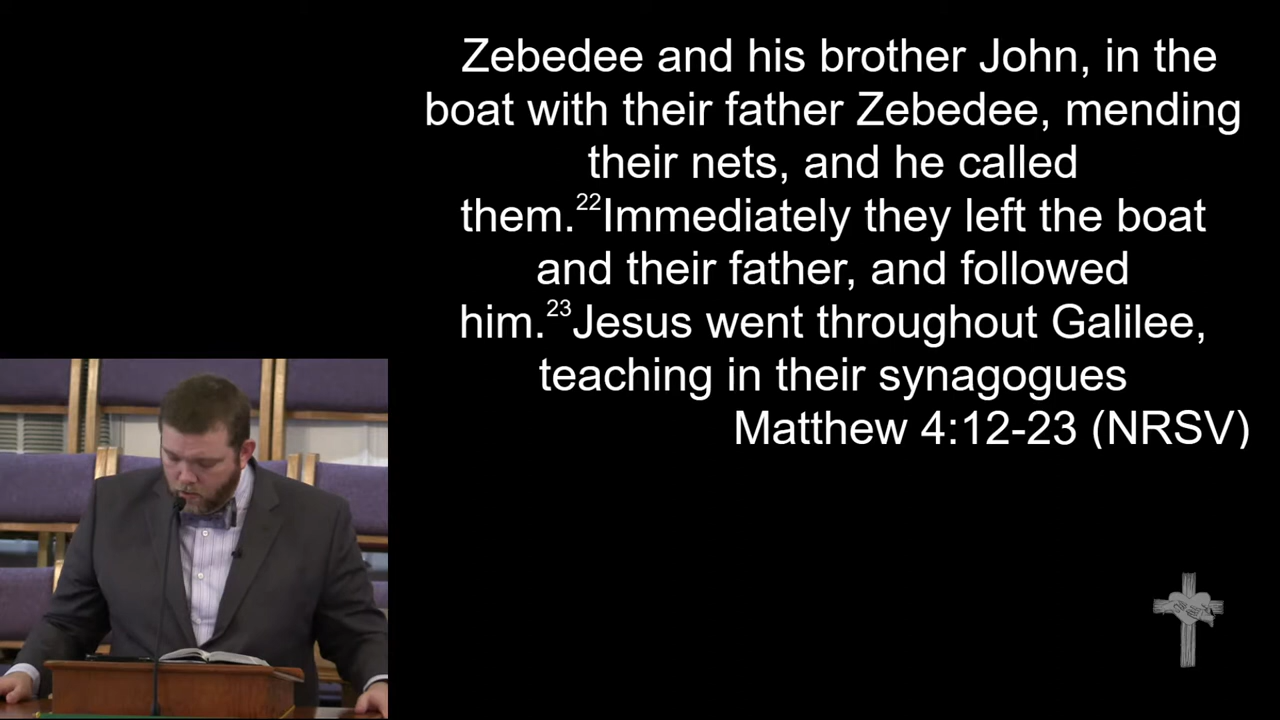 Zebedee and his brother John, in the
boat with their father Zebedee, mending
their nets, and he called
them.²²Immediately they left the boat
and their father, and followed
him.²³Jesus went throughout Galilee,
teaching in their synagogues
Matthew 4:12-23 (NRSV)